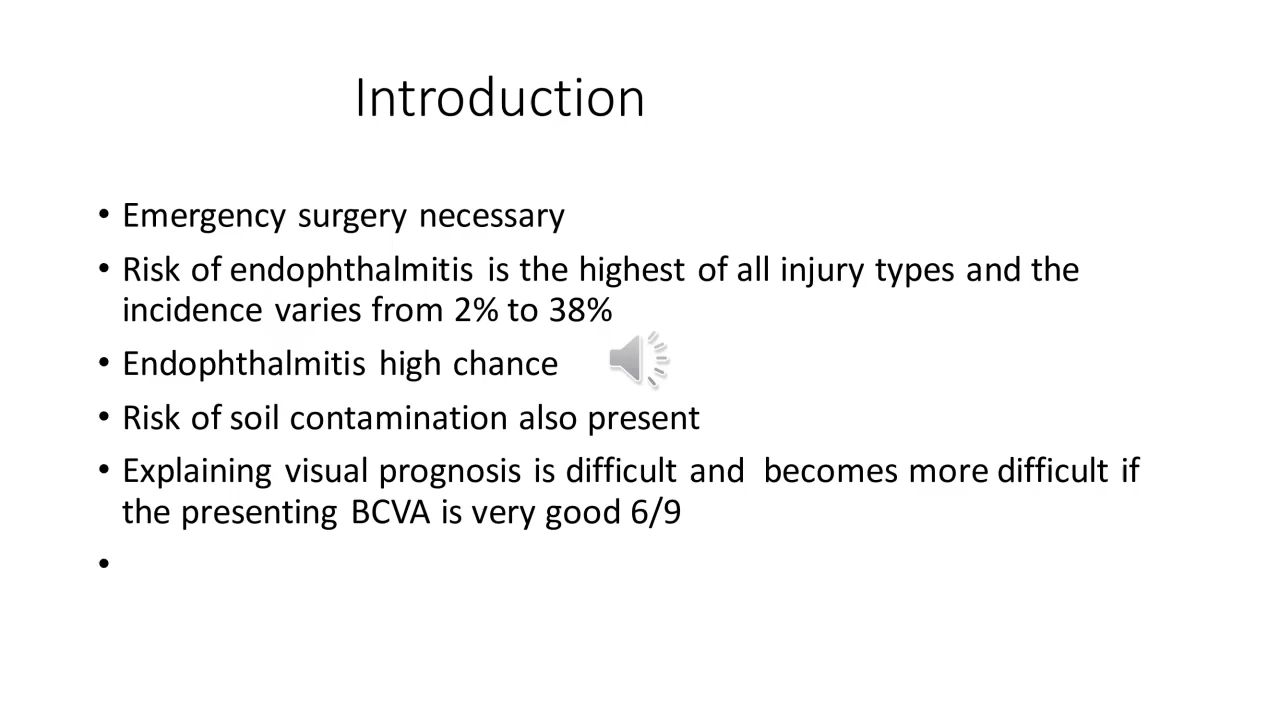 Introduction
• Emergency surgery necessary
• Risk of endophthalmitis is the highest of all injury types and the
incidence varies from 2% to 38%
• Endophthalmitis high chance
• Risk of soil contamination also present
• Explaining visual prognosis is difficult and becomes more difficult if
the presenting BCVA is very good 6/9
•